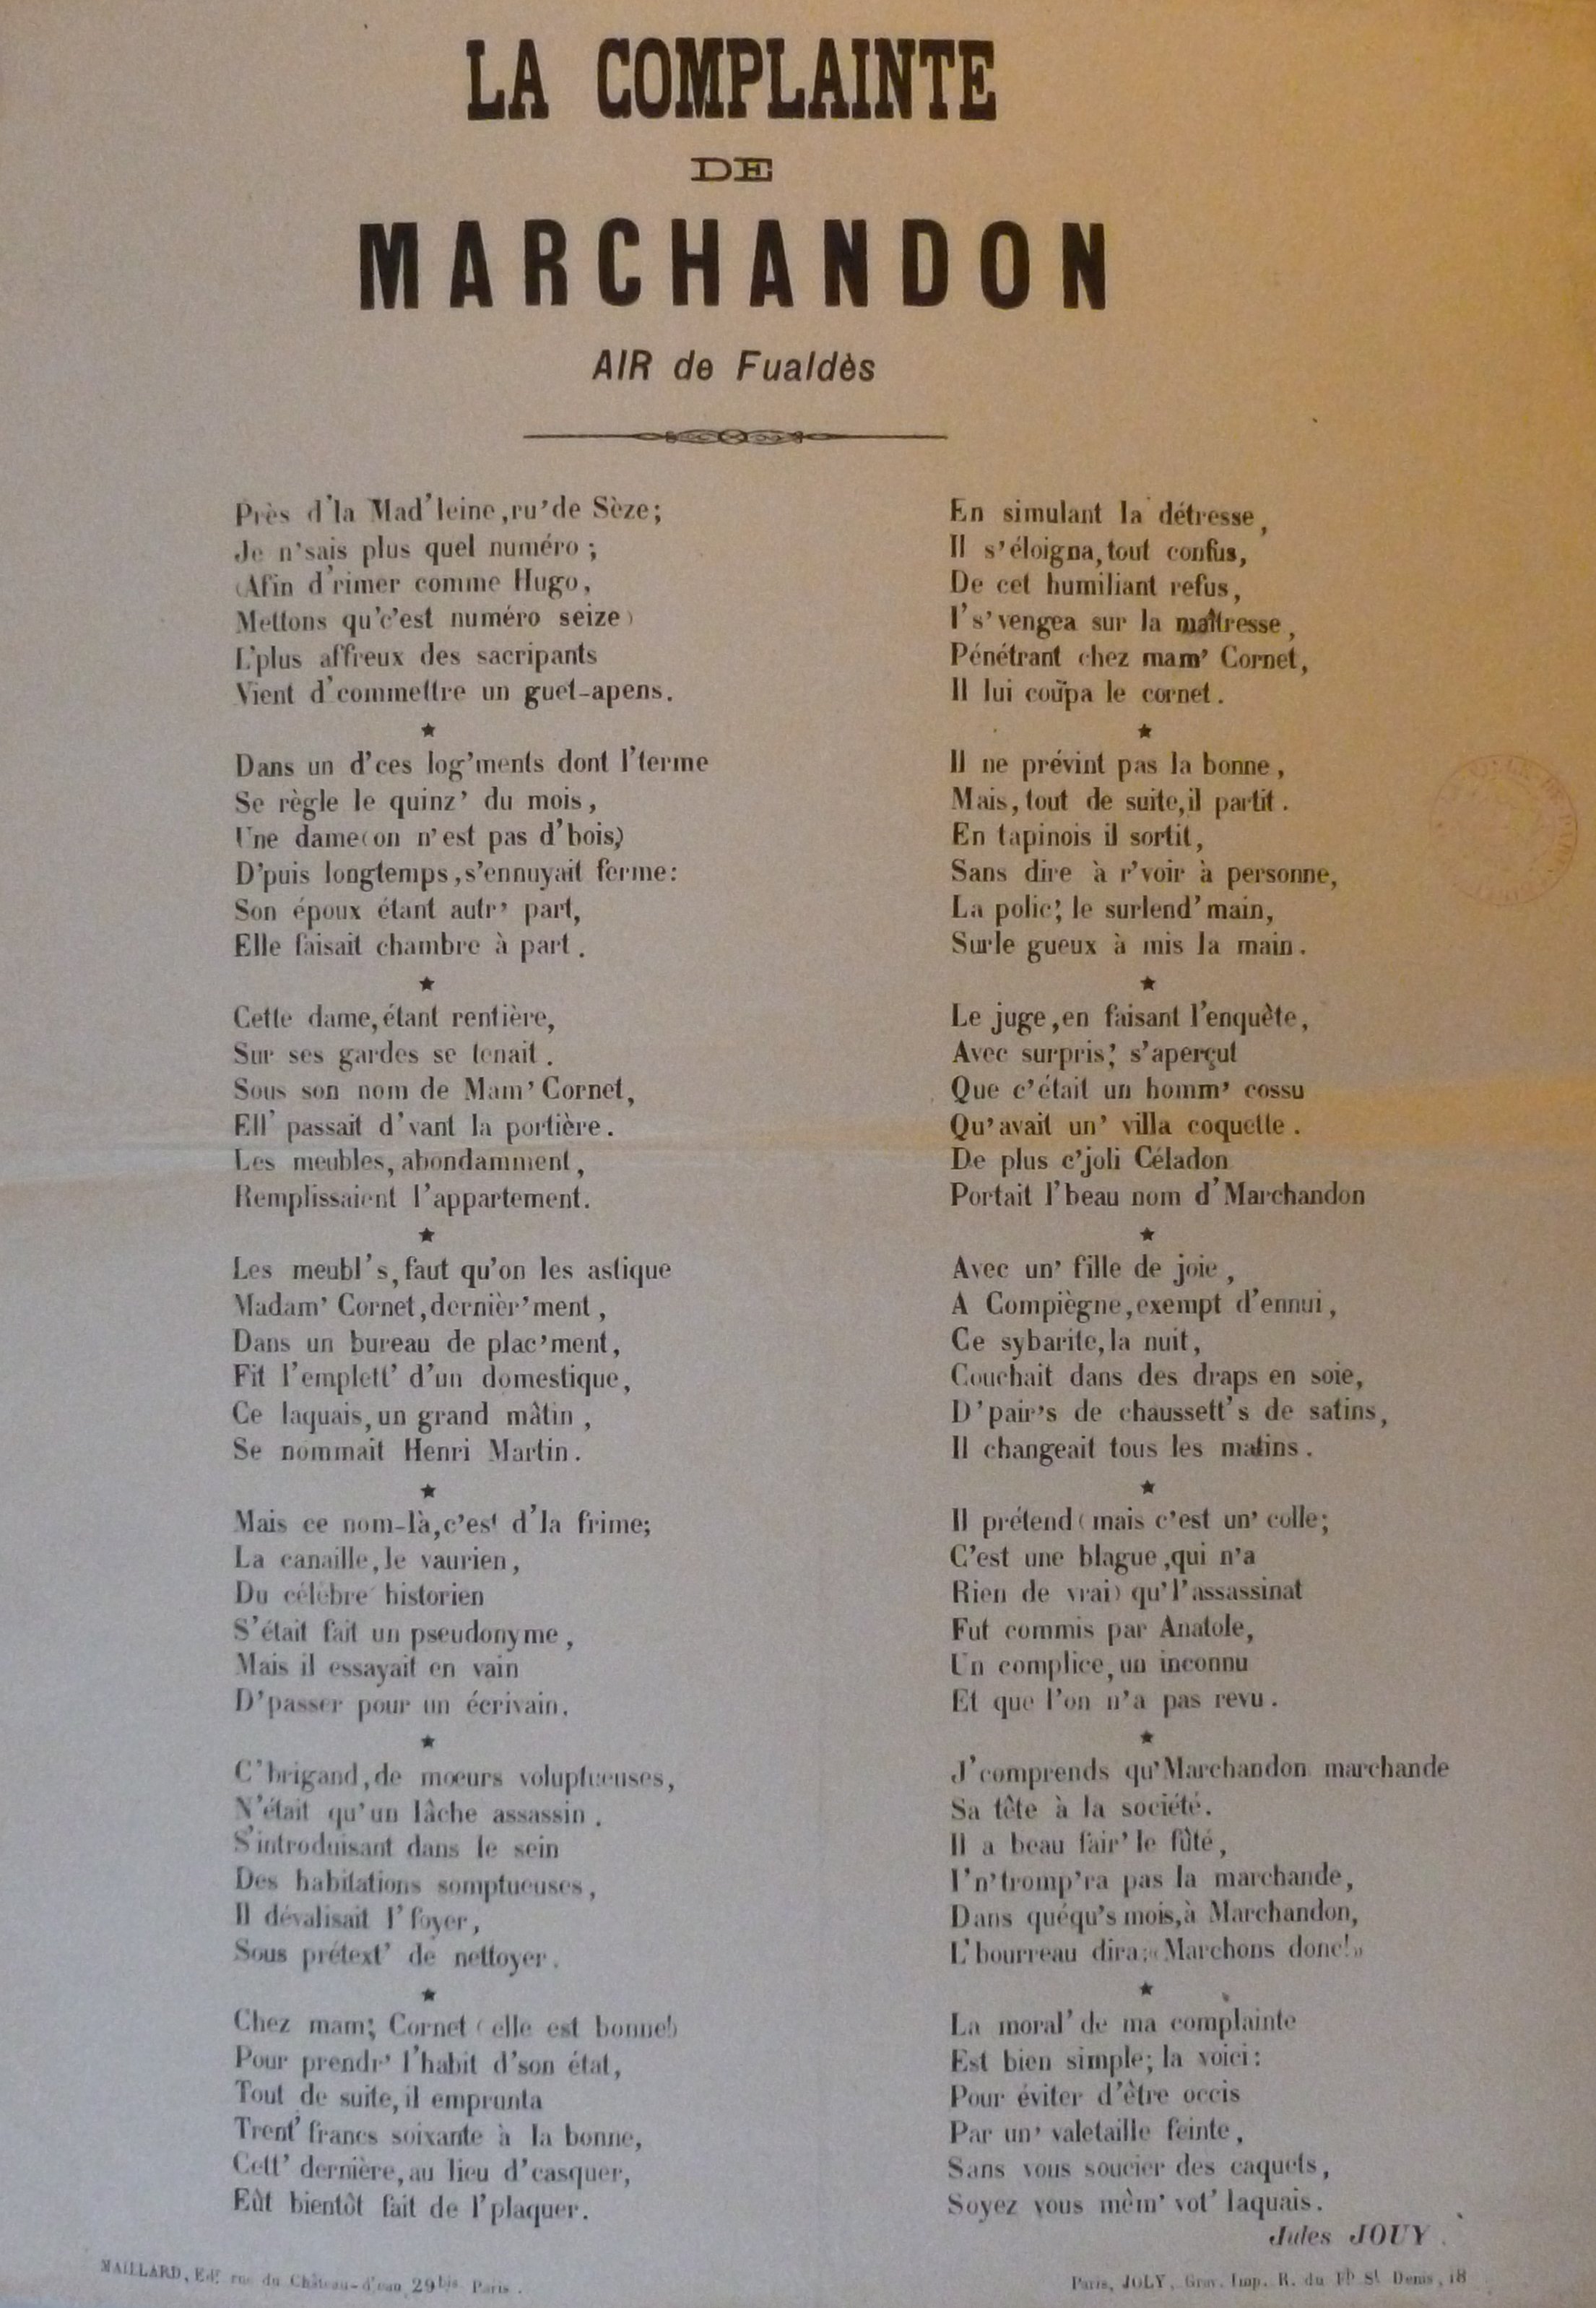 LA COMPLAINTE
DE
MARCHANDON
AIR de Fualdès
Près d'la Mad'leine, ru'de Sèze;
Je n'sais plus quel numéro;
(Afin d'rimer comme Hugo,
Mettons qu'c'est numéro seize)
L'plus affreux des sacripants
Vient d'commettre un guet-apens.
★
Dans un d'ces log'ments dont l'terme
Se règle le quinz' du mois,
Une dame (on n'est pas d'bois)
D'puis longtemps, s'ennuyait ferme:
Son époux étant autr' part,
Elle faisait chambre à part.
★
Cette dame, étant rentière,
Sur ses gardes se tenait.
Sous son nom de Mam' Cornet,
Ell' passait d'vant la portière.
Les meubles, abondamment,
Remplissaient l'appartement.
★
Les meubl's, faut qu'on les astique
Madam' Cornet, dernièr'ment,
Dans un bureau de plac'ment,
Fit l'emplett' d'un domestique,
Ce laquais, un grand mâtin,
Se nommait Henri Martin.
★
Mais ce nom-là, c'est d'la frime;
La canaille, le vaurien,
Du célèbre historien
S'était fait un pseudonyme,
Mais il essayait en vain
D'passer pour un écrivain.
★
C'brigand, de mœurs voluptueuses,
N'était qu'un lâche assassin.
S'introduisant dans le sein
Des habitations somptueuses,
Il dévalisait l'foyer,
Sous prétext' de nettoyer.
★
Chez mam; Cornet (elle est bonne!)
Pour prendr' l'habit d'son état,
Tout de suite, il emprunta
Trent' francs soixante à la bonne,
Cett' dernière, au lieu d'casquer,
Eût bientôt fait de l'plaquer.
En simulant la détresse,
Il s'éloigna, tout confus,
De cet humiliant refus,
I's'vengea sur la maîtresse,
Pénétrant chez mam' Cornet,
Il lui coupa le cornet.
★
Il ne prévint pas la bonne,
Mais, tout de suite, il partit.
En tapinois il sortit,
Sans dire à r'voir à personne,
La polic', le surlend'main,
Sur le gueux à mis la main.
★
Le juge, en faisant l'enquète,
Avec surpris', s'aperçut
Que c'était un homm' cossu
Qu'avait un' villa coquette.
De plus c'joli Céladon
Portait l'beau nom d'Marchandon
★
Avec un' fille de joie,
A Compiègne, exempt d'ennui,
Ce sybarite, la nuit,
Couchait dans des draps en soie,
D'pair's de chaussett's de satins,
Il changeait tous les matins.
★
Il prétend (mais c'est un' colle;
C'est une blague, qui n'a
Rien de vrai) qu'l'assassinat
Fut commis par Anatole,
Un complice, un inconnu
Et que l'on n'a pas revu.
★
J'comprends qu'Marchandon marchande
Sa tête à la société.
Il a beau fair' le fûté,
I'n'tromp'ra pas la marchande,
Dans quéqu's mois, à Marchandon,
L'bourreau dira: «Marchons donc!»
★
La moral' de ma complainte
Est bien simple; la voici:
Pour éviter d'être occis
Par un' valetaille feinte,
Sans vous soucier des caquets,
Soyez vous mèm' vot' laquais.
Jules JOUY.
MAILLARD, Edr. rue du Château-d'eau 29bis Paris.
Paris, JOLY, Grav. Imp. R. du Fb St Denis, 18